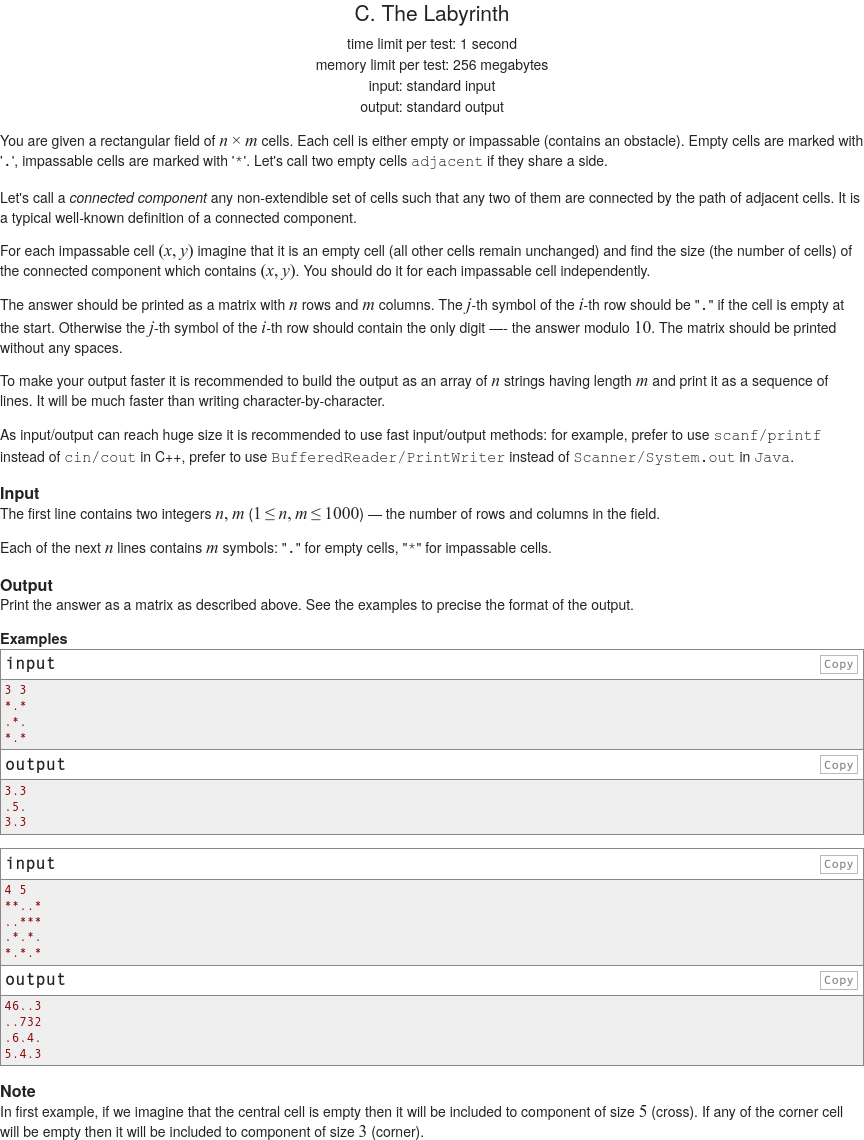 C. The Labyrinth
time limit per test: 1 second
memory limit per test: 256 megabytes
input: standard input
output: standard output
You are given a rectangular field of n × m cells. Each cell is either empty or impassable (contains an obstacle). Empty cells are marked with
'.', impassable cells are marked with '*'. Let's call two empty cells adjacent if they share a side.
Let's call a connected component any non-extendible set of cells such that any two of them are connected by the path of adjacent cells. It is
a typical well-known definition of a connected component.
For each impassable cell (x, y) imagine that it is an empty cell (all other cells remain unchanged) and find the size (the number of cells) of
the connected component which contains (x, y). You should do it for each impassable cell independently.
The answer should be printed as a matrix with n rows and m columns. The j-th symbol of the i-th row should be "." if the cell is empty at
the start. Otherwise the j-th symbol of the i-th row should contain the only digit —- the answer modulo 10. The matrix should be printed
without any spaces.
To make your output faster it is recommended to build the output as an array of n strings having length m and print it as a sequence of
lines. It will be much faster than writing character-by-character.
As input/output can reach huge size it is recommended to use fast input/output methods: for example, prefer to use scanf/printf
instead of cin/cout in C++, prefer to use BufferedReader/PrintWriter instead of Scanner/System.out in Java.
Input
The first line contains two integers n, m (1 ≤ n, m ≤ 1000) — the number of rows and columns in the field.
Each of the next n lines contains m symbols: "." for empty cells, "*" for impassable cells.
Output
Print the answer as a matrix as described above. See the examples to precise the format of the output.
Examples
input Copy
3 3
*.*
.*.
*.*
output Copy
3.3
.5.
3.3
input Copy
4 5
**..*
..***
.*.*.
*.*.*
output Copy
46..3
..732
.6.4.
5.4.3
Note
In first example, if we imagine that the central cell is empty then it will be included to component of size 5 (cross). If any of the corner cell
will be empty then it will be included to component of size 3 (corner).